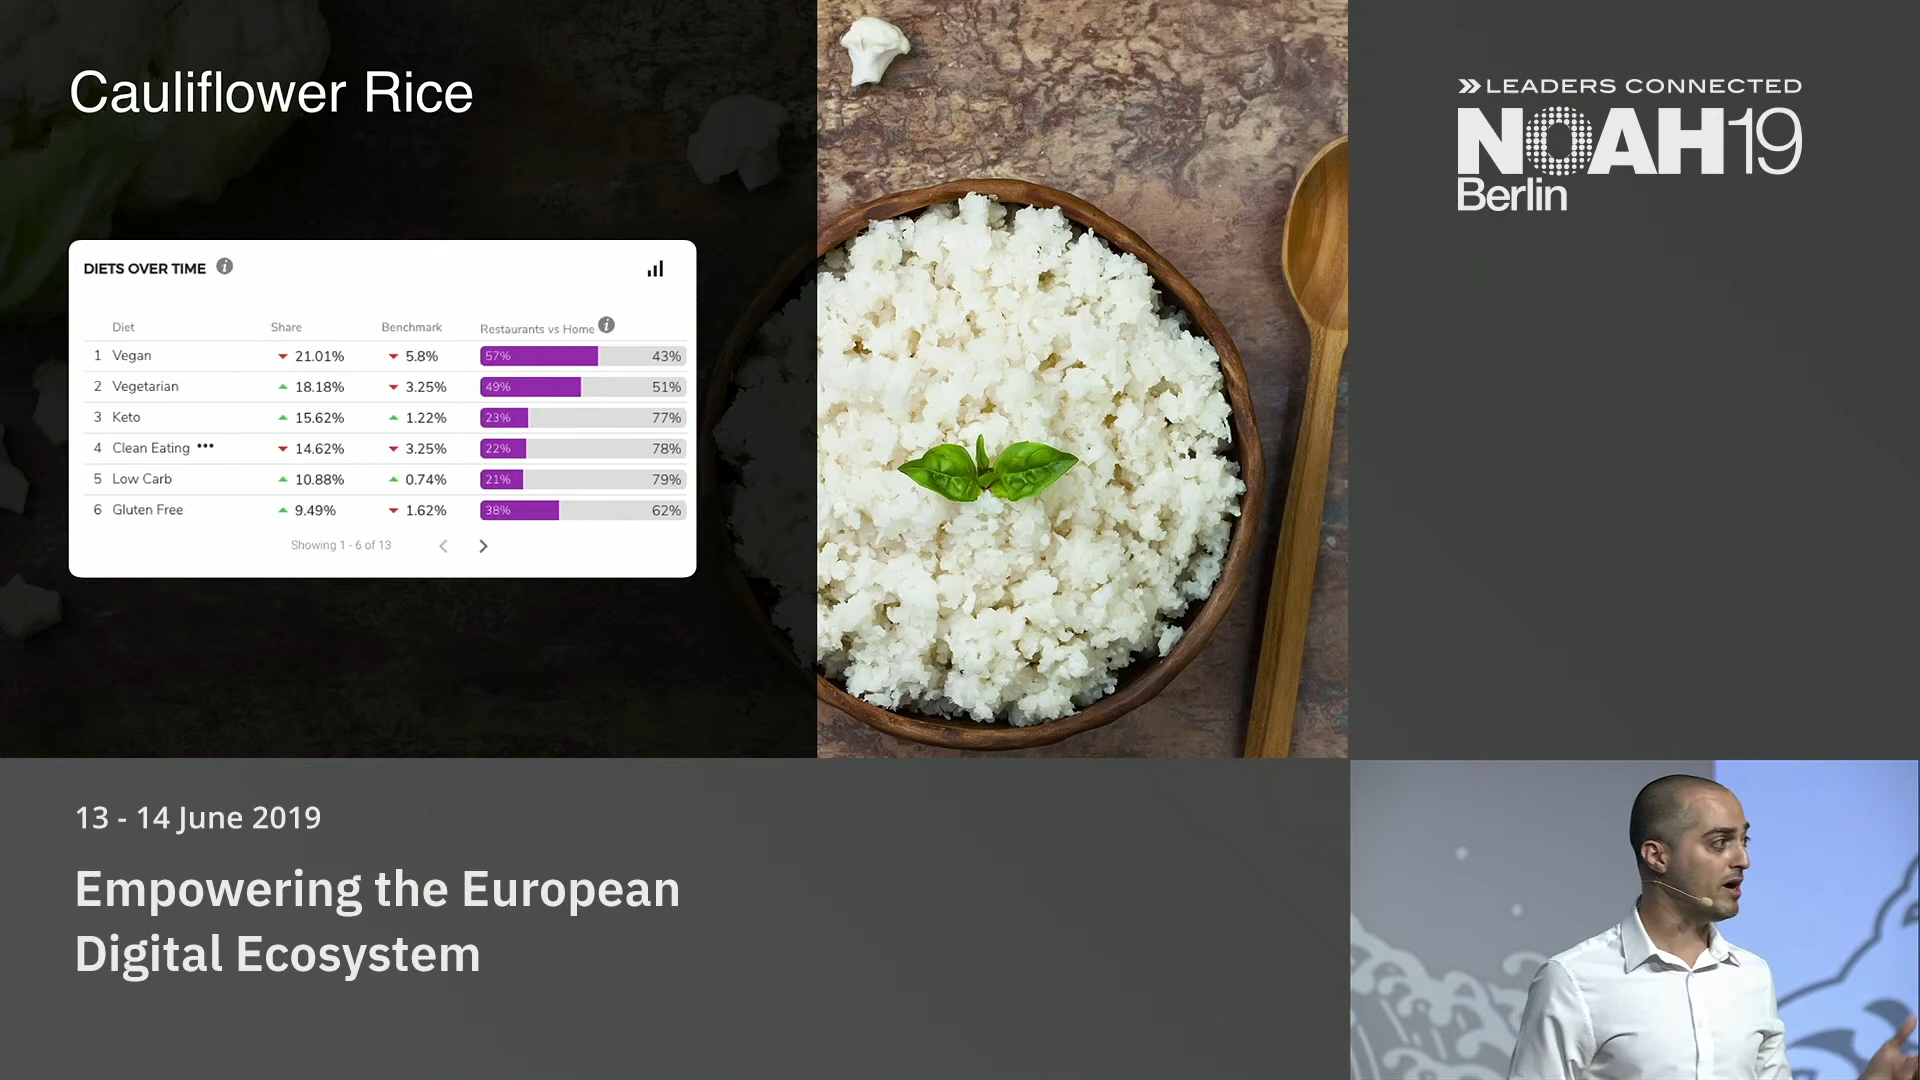 Cauliflower Rice
LEADERS CONNECTED
NOAH19
Berlin
DIETS OVER TIME
Diet Share Benchmark Restaurants vs Home
1 Vegan 21.01% 5.8% 57% 43%
2 Vegetarian 18.18% 3.25% 49% 51%
3 Keto 15.62% 1.22% 23% 77%
4 Clean Eating ••• 14.62% 3.25% 22% 78%
5 Low Carb 10.88% 0.74% 21% 79%
6 Gluten Free 9.49% 1.62% 38% 62%
Showing 1 - 6 of 13
13 - 14 June 2019
Empowering the European
Digital Ecosystem